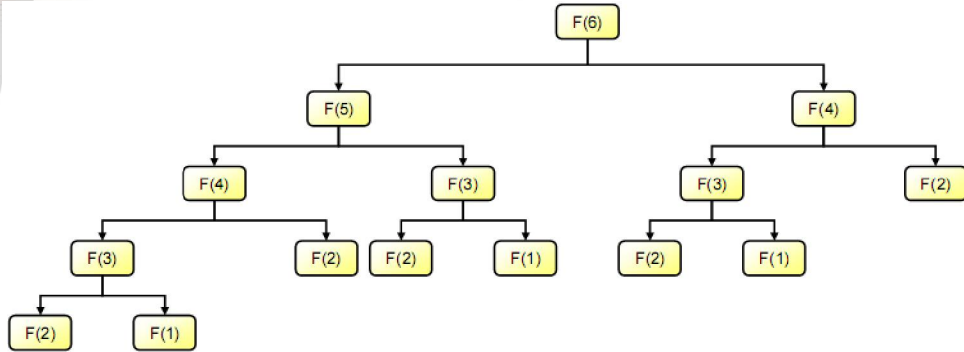 F(6)
F(5) F(4)
F(4) F(3) F(3) F(2)
F(3) F(2) F(2) F(1) F(2) F(1)
F(2) F(1)